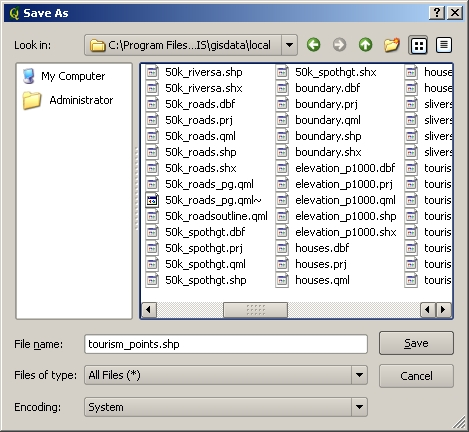 Save As
Look in: C:\Program Files...IS\gisdata\local
My Computer
Administrator
50k_riversa.shp
50k_riversa.shx
50k_roads.dbf
50k_roads.prj
50k_roads.qml
50k_roads.shp
50k_roads.shx
50k_roads_pg.qml
50k_roads_pg.qml~
50k_roadsoutline.qml
50k_spothgt.dbf
50k_spothgt.prj
50k_spothgt.qml
50k_spothgt.shp
50k_spothgt.shx
boundary.dbf
boundary.prj
boundary.qml
boundary.shp
boundary.shx
elevation_p1000.dbf
elevation_p1000.prj
elevation_p1000.qml
elevation_p1000.shp
elevation_p1000.shx
houses.dbf
houses.prj
houses.qml
house
house
slivers
slivers
slivers
slivers
touris
touris
touris
touris
touris
touris
touris
touris
File name: tourism_points.shp Save
Files of type: All Files (*) Cancel
Encoding: System